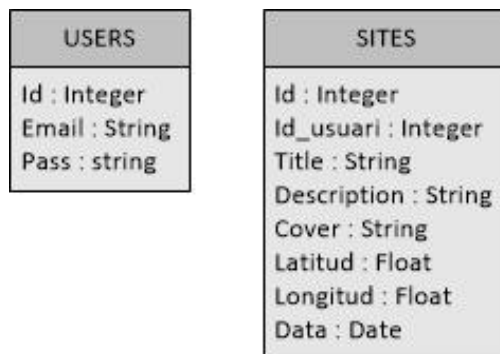 USERS
Id : Integer
Email : String
Pass : string
SITES
Id : Integer
Id_usuari : Integer
Title : String
Description : String
Cover : String
Latitud : Float
Longitud : Float
Data : Date